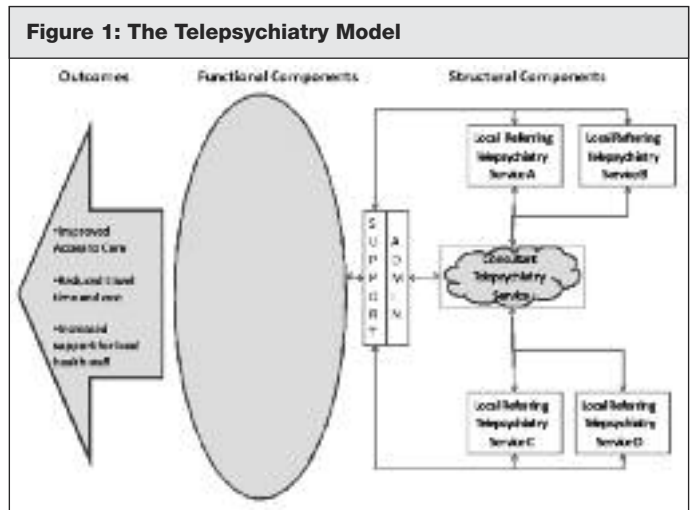 Figure 1: The Telepsychiatry Model
Outcomes
Functional Components
Structural Components
Local Referring
Telepsychiatry
Service A
Local Referring
Telepsychiatry
Service B
•Improved
Access to Care
•Reduced travel
time and cost
•Increased
support for local
health staff
SUPPORT
ADMIN
Consultant
Telepsychiatry
Service
Local Referring
Telepsychiatry
Service C
Local Referring
Telepsychiatry
Service D